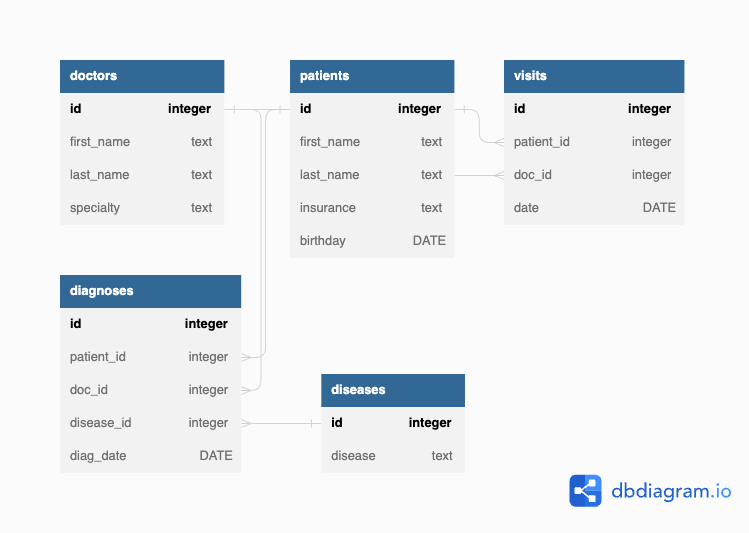 doctors
id integer
first_name text
last_name text
specialty text
patients
id integer
first_name text
last_name text
insurance text
birthday DATE
visits
id integer
patient_id integer
doc_id integer
date DATE
diagnoses
id integer
patient_id integer
doc_id integer
disease_id integer
diag_date DATE
diseases
id integer
disease text
dbdiagram.io